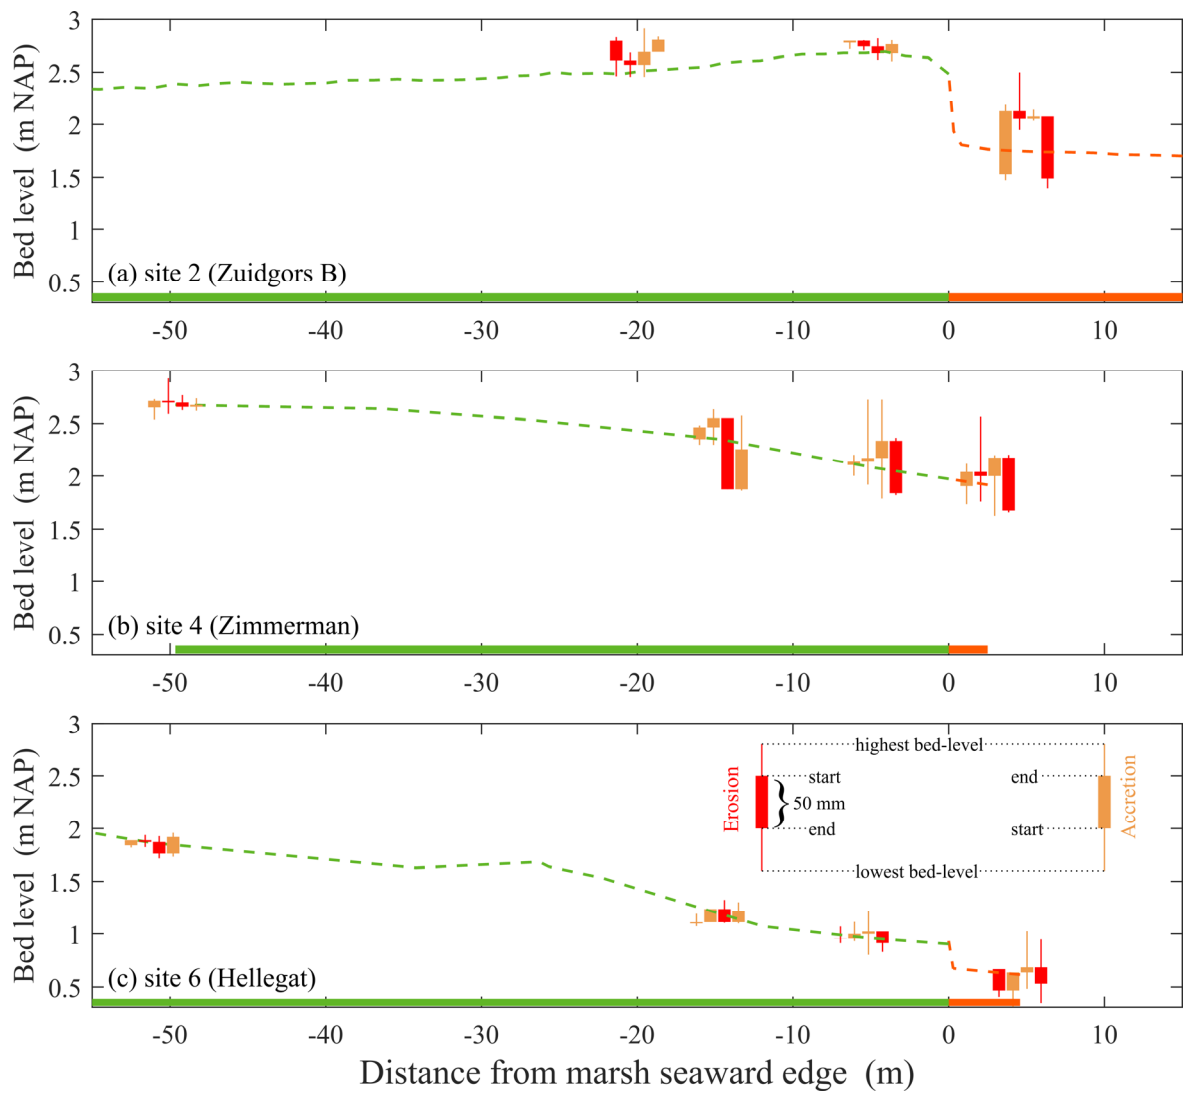 3
2.5
2
1.5
1
0.5
Bed level (m NAP)
(a) site 2 (Zuidgors B)
-50 -40 -30 -20 -10 0 10
3
2.5
2
1.5
1
0.5
Bed level (m NAP)
(b) site 4 (Zimmerman)
-50 -40 -30 -20 -10 0 10
3
2.5
2
1.5
1
0.5
Bed level (m NAP)
highest bed-level
Erosion
start
50 mm
end
end
start
Accretion
lowest bed-level
(c) site 6 (Hellegat)
-50 -40 -30 -20 -10 0 10
Distance from marsh seaward edge (m)